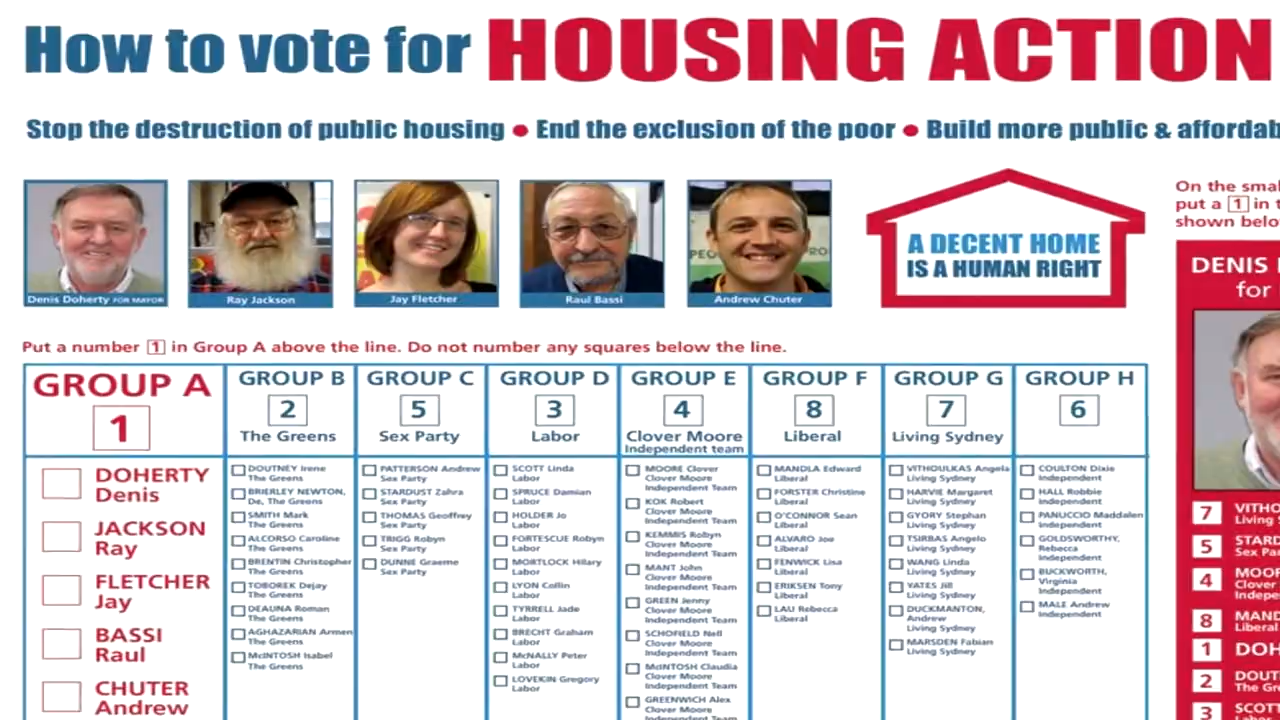 How to vote for HOUSING ACTION
Stop the destruction of public housing • End the exclusion of the poor • Build more public &
Denis Doherty FOR MAYOR
Ray Jackson
Jay Fletcher
Raul Bassi
Andrew Chuter
A DECENT HOME
IS A HUMAN RIGHT
On the
put a 1 in
shown
Put a number 1 in Group A above the line. Do not number any squares below the line.
GROUP A
1
DOHERTY
Denis
JACKSON
Ray
FLETCHER
Jay
BASSI
Raul
CHUTER
Andrew
GROUP B
2
The Greens
DOUTNEY Irene
The Greens
BRIERLEY NEWTON,
De, The Greens
SMITH Mark
The Greens
ALCORSO Caroline
The Greens
BRENTIN Christopher
The Greens
TOBOREK Dejay
The Greens
DEAUNA Roman
The Greens
AGHAZARIAN Armen
The Greens
McINTOSH Isabel
The Greens
GROUP C
5
Sex Party
PATTERSON Andrew
Sex Party
STARDUST Zahra
Sex Party
THOMAS Geoffrey
Sex Party
TRIGG Robyn
Sex Party
DUNNE Graeme
Sex Party
GROUP D
3
Labor
SCOTT Linda
Labor
SPRUCE Damian
Labor
HOLDER Jo
Labor
FORTESCUE Robyn
Labor
MORTLOCK Hilary
Labor
LYON Collin
Labor
TYRRELL Jade
Labor
BRECHT Graham
Labor
McNALLY Peter
Labor
LOVEKIN Gregory
Labor
GROUP E
4
Clover Moore
Independent team
MOORE Clover
Clover Moore
Independent Team
KOK Robert
Clover Moore
Independent Team
KEMMIS Robyn
Clover Moore
Independent Team
MANT John
Clover Moore
Independent Team
GREEN Jenny
Clover Moore
Independent Team
SCHOFIELD Nell
Clover Moore
Independent Team
McINTOSH Claudia
Clover Moore
Independent Team
GREENWICH Alex
Clover Moore
Independent Team
GROUP F
8
Liberal
MANDLA Edward
Liberal
FORSTER Christine
Liberal
O'CONNOR Sean
Liberal
ALVARO Joe
Liberal
FENWICK Lisa
Liberal
ERIKSEN Tony
Liberal
LAU Rebecca
Liberal
GROUP G
7
Living Sydney
VITHOULKAS Angela
Living Sydney
HARVIE Margaret
Living Sydney
GYORY Stephan
Living Sydney
TSIRBAS Angelo
Living Sydney
WANG Linda
Living Sydney
YATES Jill
Living Sydney
DUCKMANTON,
Andrew
Living Sydney
MARSDEN Fabian
Living Sydney
GROUP H
6
COULTON Dixie
Independent
HALL Robbie
Independent
PANUCCIO Maddalen
Independent
GOLDSWORTHY,
Rebecca
Independent
BUCKWORTH,
Virginia
Independent
MALE Andrew
Independent
DENIS
for
7
Living
5
Sex
4
Clover
8
Liberal
1
2
The
3